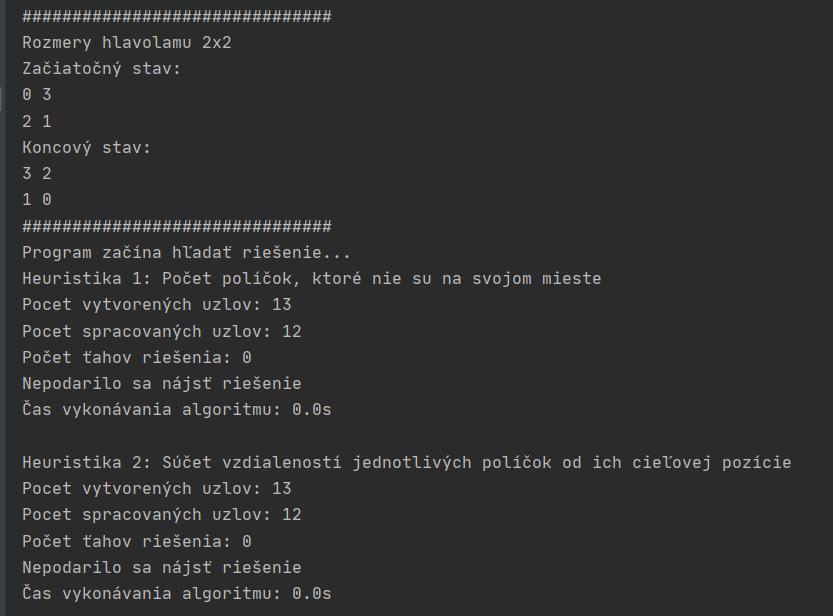 ###############################
Rozmery hlavolamu 2x2
Začiatočný stav:
0 3
2 1
Koncový stav:
3 2
1 0
###############################
Program začína hľadať riešenie...
Heuristika 1: Počet políčok, ktoré nie su na svojom mieste
Pocet vytvorených uzlov: 13
Pocet spracovaných uzlov: 12
Počet ťahov riešenia: 0
Nepodarilo sa nájsť riešenie
Čas vykonávania algoritmu: 0.0s
Heuristika 2: Súčet vzdialeností jednotlivých políčok od ich cieľovej pozície
Pocet vytvorených uzlov: 13
Pocet spracovaných uzlov: 12
Počet ťahov riešenia: 0
Nepodarilo sa nájsť riešenie
Čas vykonávania algoritmu: 0.0s